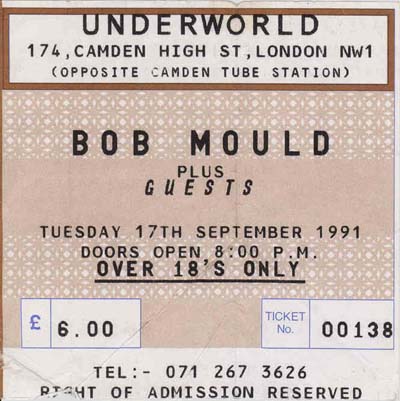 UNDERWORLD
174,CAMDEN HIGH ST,LONDON NW1
(OPPOSITE CAMDEN TUBE STATION)
BOB MOULD
PLUS
GUESTS
TUESDAY 17TH SEPTEMBER 1991
DOORS OPEN 8:00 P.M.
OVER 18'S ONLY
£ 6.00 TICKET No. 00138
TEL:- 071 267 3626
RIGHT OF ADMISSION RESERVED